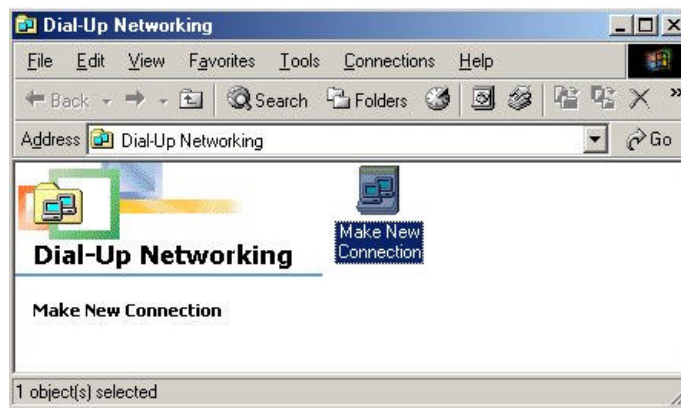 Dial-Up Networking
File Edit View Favorites Tools Connections Help
Back Search Folders
Address Dial-Up Networking Go
Make New
Connection
Dial-Up Networking
Make New Connection
1 object(s) selected